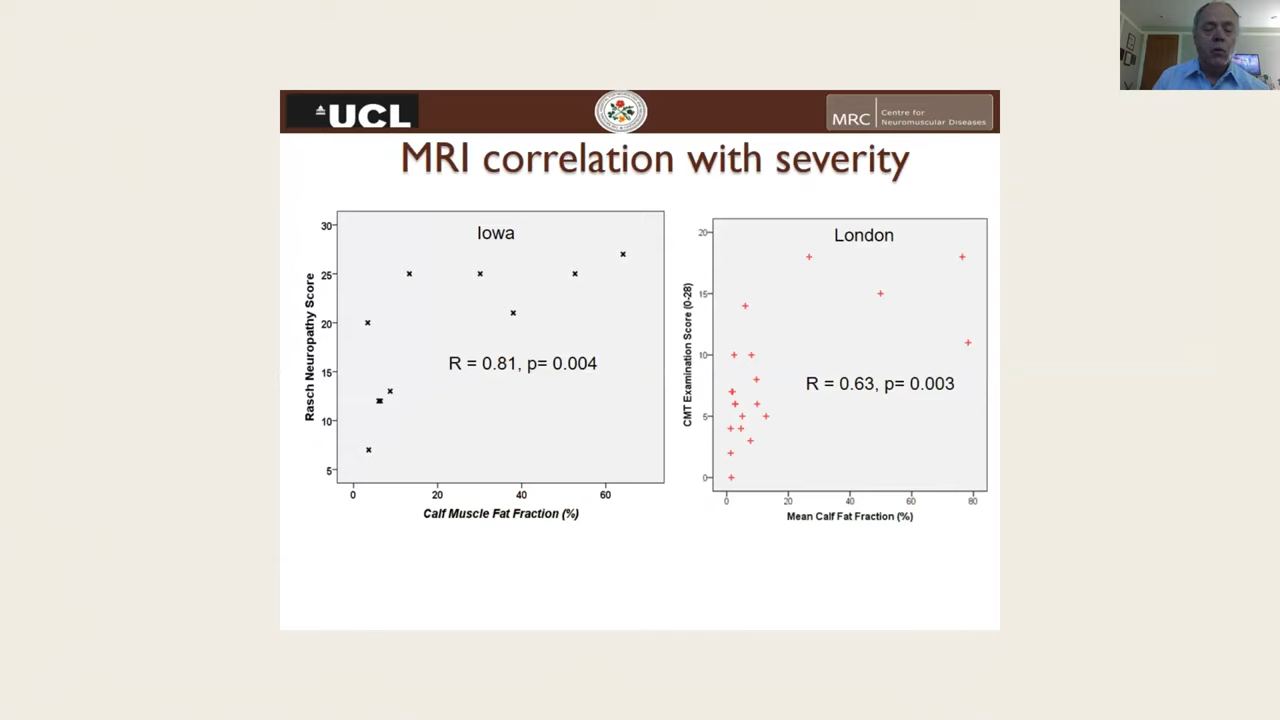 UCL
MRC
Centre for
Neuromuscular Diseases
MRI correlation with severity
Iowa
Rasch Neuropathy Score
30
25
20
15
10
5
R = 0.81, p= 0.004
0
20
40
60
Calf Muscle Fat Fraction (%)
London
CMT Examination Score (0-28)
20
15
10
5
0
R = 0.63, p= 0.003
0
20
40
60
80
Mean Calf Fat Fraction (%)